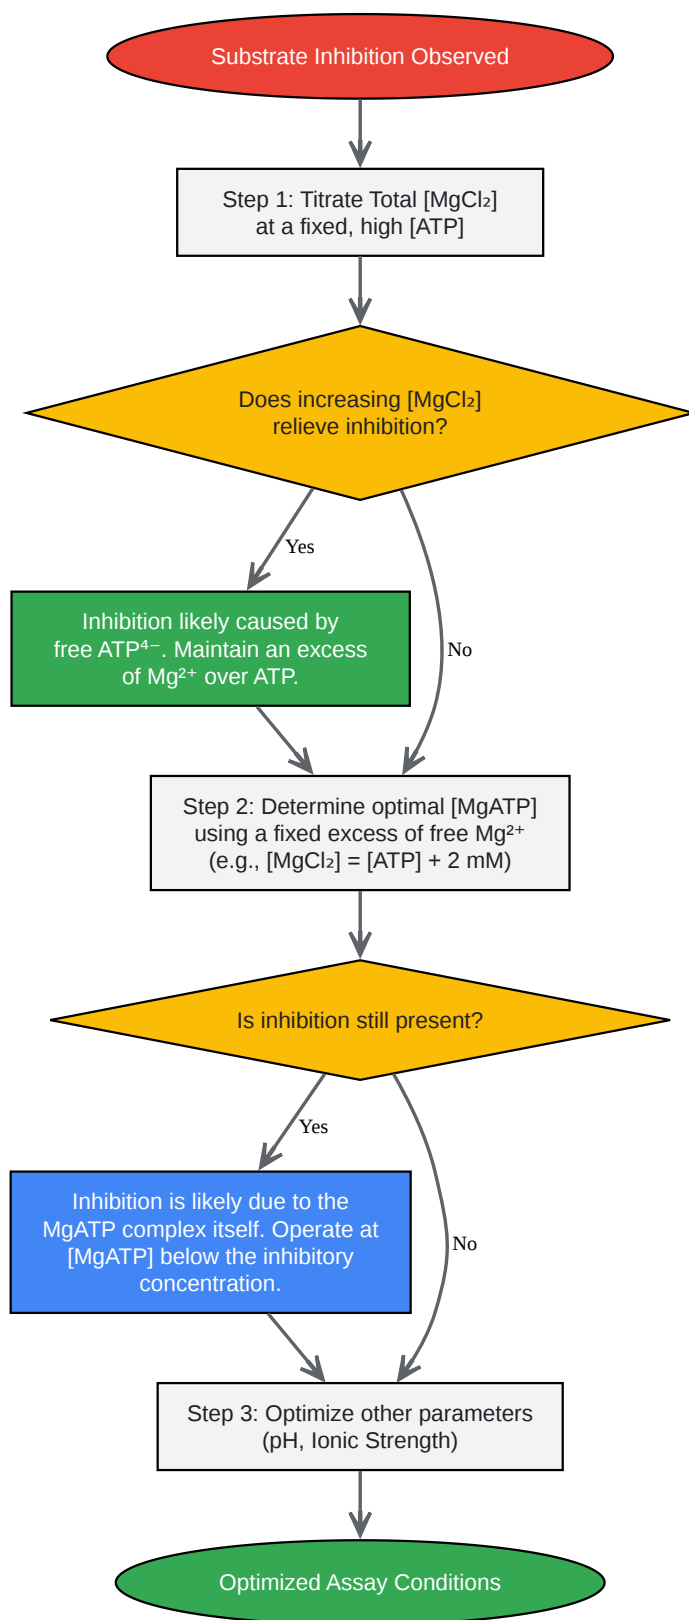 Substrate Inhibition Observed
Step 1: Titrate Total [MgCl₂]
at a fixed, high [ATP]
Does increasing [MgCl₂]
relieve inhibition?
Yes
Inhibition likely caused by
free ATP⁴⁻. Maintain an excess
of Mg²⁺ over ATP.
No
Step 2: Determine optimal [MgATP]
using a fixed excess of free Mg²⁺
(e.g., [MgCl₂] = [ATP] + 2 mM)
Is inhibition still present?
Yes
Inhibition is likely due to the
MgATP complex itself. Operate at
[MgATP] below the inhibitory
concentration.
No
Step 3: Optimize other parameters
(pH, Ionic Strength)
Optimized Assay Conditions